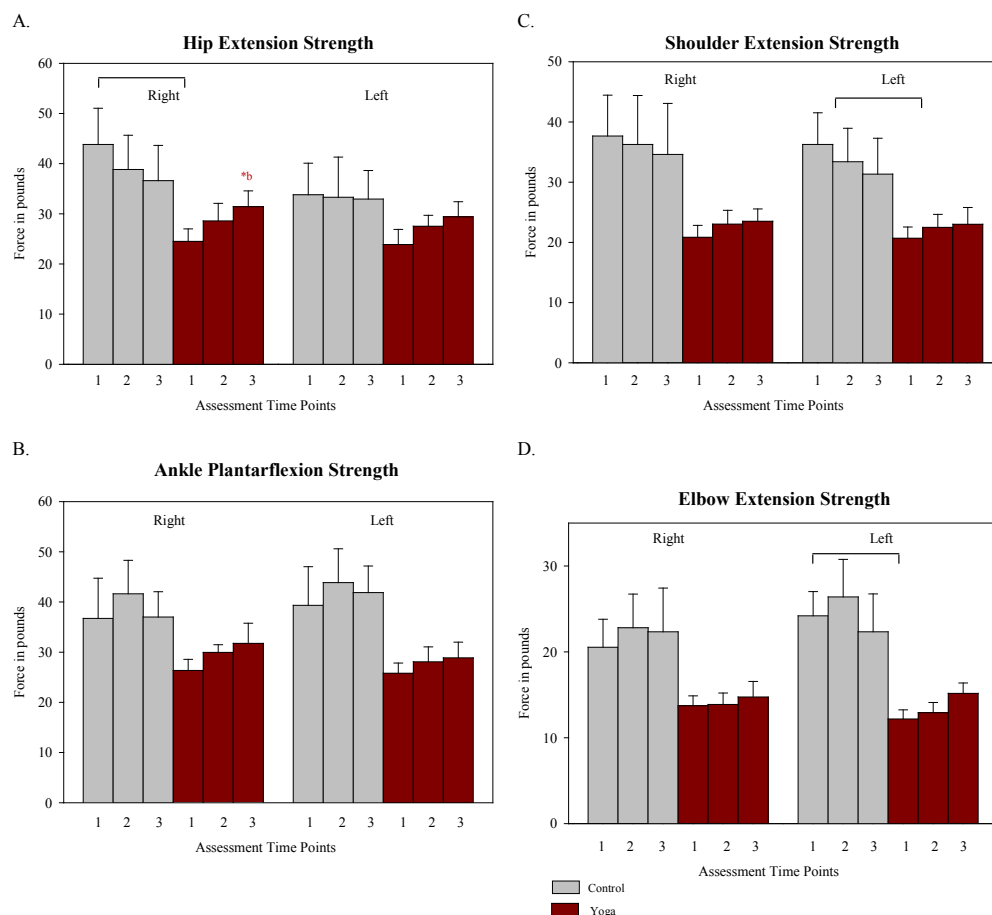 A.
Hip Extension Strength
60
50
40
30
20
10
0
Force in pounds
Right
Left
*b
1 2 3 1 2 3 1 2 3 1 2 3
Assessment Time Points
B.
Ankle Plantarflexion Strength
60
50
40
30
20
10
0
Force in pounds
Right
Left
1 2 3 1 2 3 1 2 3 1 2 3
Assessment Time Points
C.
Shoulder Extension Strength
50
40
30
20
10
0
Force in pounds
Right
Left
1 2 3 1 2 3 1 2 3 1 2 3
Assessment Time Points
D.
Elbow Extension Strength
30
20
10
0
Force in pounds
Right
Left
1 2 3 1 2 3 1 2 3 1 2 3
Assessment Time Points
Control
Yoga